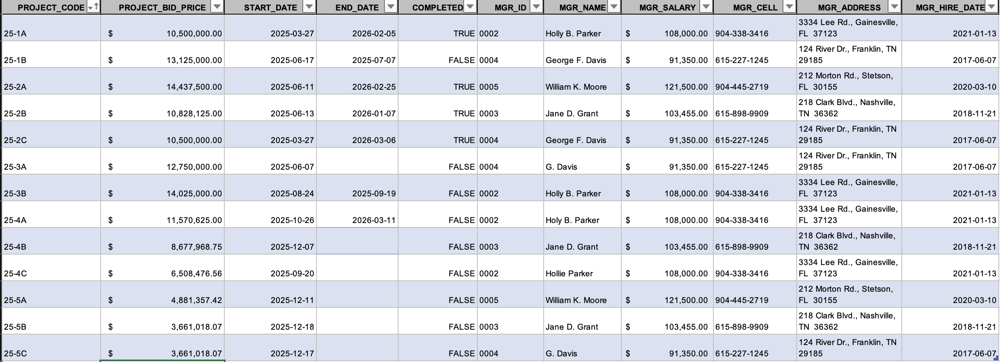 PROJECT_CODE PROJECT_BID_PRICE START_DATE END_DATE COMPLETED MGR_ID MGR_NAME MGR_SALARY MGR_CELL MGR_ADDRESS MGR_HIRE_DATE
25-1A $ 10,500,000.00 2025-03-27 2026-02-05 TRUE 0002 Holly B. Parker $ 108,000.00 904-338-3416 3334 Lee Rd., Gainesville, FL 37123 2021-01-13
25-1B $ 13,125,000.00 2025-06-17 2025-07-07 FALSE 0004 George F. Davis $ 91,350.00 615-227-1245 124 River Dr., Franklin, TN 29185 2017-06-07
25-2A $ 14,437,500.00 2025-06-11 2026-02-25 TRUE 0005 William K. Moore $ 121,500.00 904-445-2719 212 Morton Rd., Stetson, FL 30155 2020-03-10
25-2B $ 10,828,125.00 2025-06-13 2026-01-07 TRUE 0003 Jane D. Grant $ 103,455.00 615-898-9909 218 Clark Blvd., Nashville, TN 36362 2018-11-21
25-2C $ 10,500,000.00 2025-03-27 2026-03-06 TRUE 0004 George F. Davis $ 91,350.00 615-227-1245 124 River Dr., Franklin, TN 29185 2017-06-07
25-3A $ 12,750,000.00 2025-06-07 FALSE 0004 G. Davis $ 91,350.00 615-227-1245 124 River Dr., Franklin, TN 29185 2017-06-07
25-3B $ 14,025,000.00 2025-08-24 2025-09-19 FALSE 0002 Holly B. Parker $ 108,000.00 904-338-3416 3334 Lee Rd., Gainesville, FL 37123 2021-01-13
25-4A $ 11,570,625.00 2025-10-26 2026-03-11 FALSE 0002 Holy B. Parker $ 108,000.00 904-338-3416 3334 Lee Rd., Gainesville, FL 37123 2021-01-13
25-4B $ 8,677,968.75 2025-12-07 FALSE 0003 Jane D. Grant $ 103,455.00 615-898-9909 218 Clark Blvd., Nashville, TN 36362 2018-11-21
25-4C $ 6,508,476.56 2025-09-20 FALSE 0002 Hollie Parker $ 108,000.00 904-338-3416 3334 Lee Rd., Gainesville, FL 37123 2021-01-13
25-5A $ 4,881,357.42 2025-12-11 FALSE 0005 William K. Moore $ 121,500.00 904-445-2719 212 Morton Rd., Stetson, FL 30155 2020-03-10
25-5B $ 3,661,018.07 2025-12-18 FALSE 0003 Jane D. Grant $ 103,455.00 615-898-9909 218 Clark Blvd., Nashville, TN 36362 2018-11-21
25-5C $ 3,661,018.07 2025-12-17 FALSE 0004 G. Davis $ 91,350.00 615-227-1245 124 River Dr., Franklin, TN 29185 2017-06-07